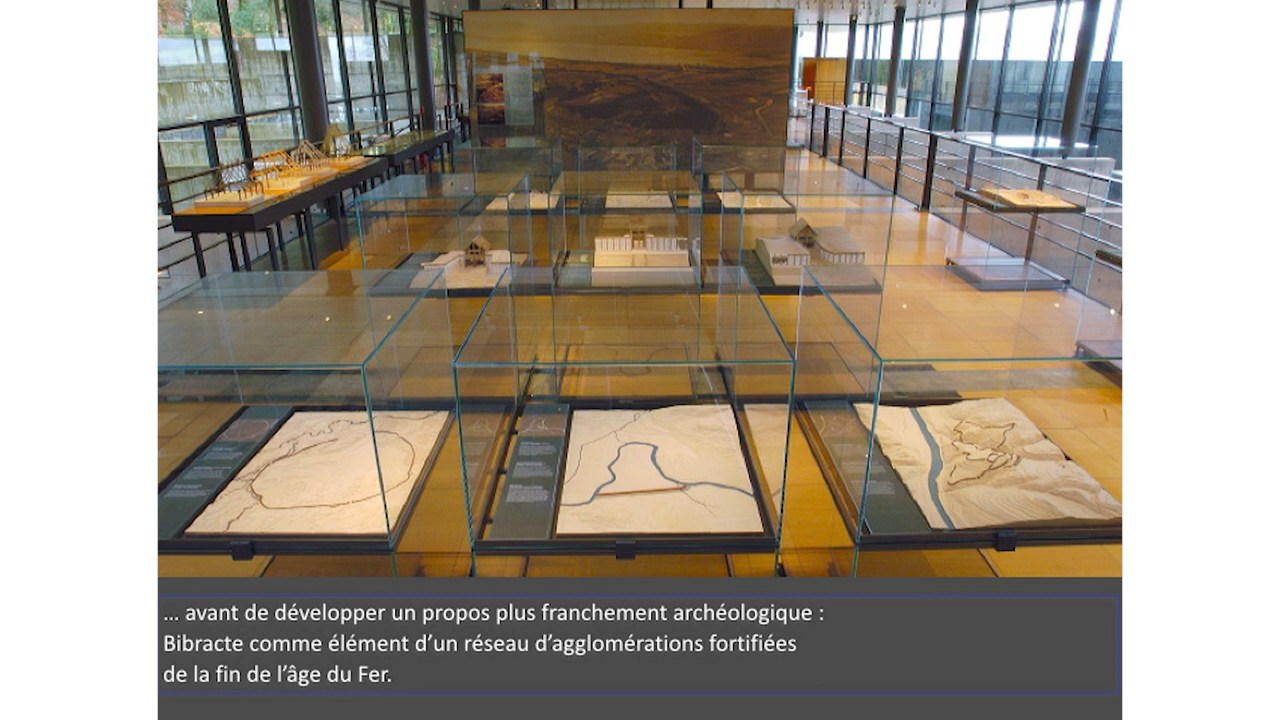 ... avant de développer un propos plus franchement archéologique :
Bibracte comme élément d’un réseau d’agglomérations fortifiées
de la fin de l’âge du Fer.